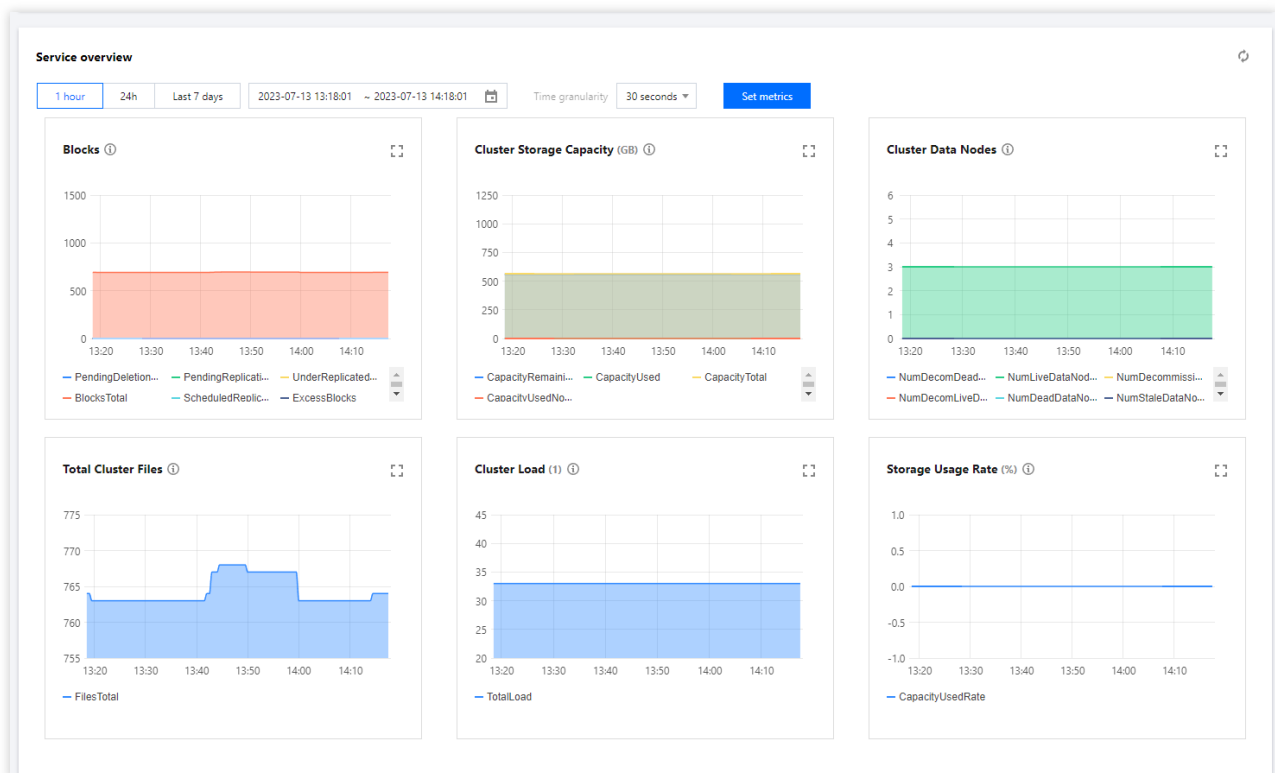 Service overview
1 hour 24h Last 7 days 2023-07-13 13:18:01 ~ 2023-07-13 14:18:01 Time granularity 30 seconds Set metrics
Blocks
1500
1000
500
0
13:20 13:30 13:40 13:50 14:00 14:10
PendingDeletion... PendingReplicati... UnderReplicated...
BlocksTotal ScheduledReplic... ExcessBlocks
Cluster Storage Capacity (GB)
1250
1000
750
500
250
0
13:20 13:30 13:40 13:50 14:00 14:10
CapacityRemaini... CapacityUsed CapacityTotal
CapacityUsedNo...
Cluster Data Nodes
6
5
4
3
2
1
0
13:20 13:30 13:40 13:50 14:00 14:10
NumDecomDead... NumLiveDataNod... NumDecommissi...
NumDecomLiveD... NumDeadDataNo... NumStaleDataNo...
Total Cluster Files
775
770
765
760
755
13:20 13:30 13:40 13:50 14:00 14:10
FilesTotal
Cluster Load (1)
45
40
35
30
25
20
13:20 13:30 13:40 13:50 14:00 14:10
TotalLoad
Storage Usage Rate (%)
1.0
0.5
0.0
-0.5
-1.0
13:20 13:30 13:40 13:50 14:00 14:10
CapacityUsedRate